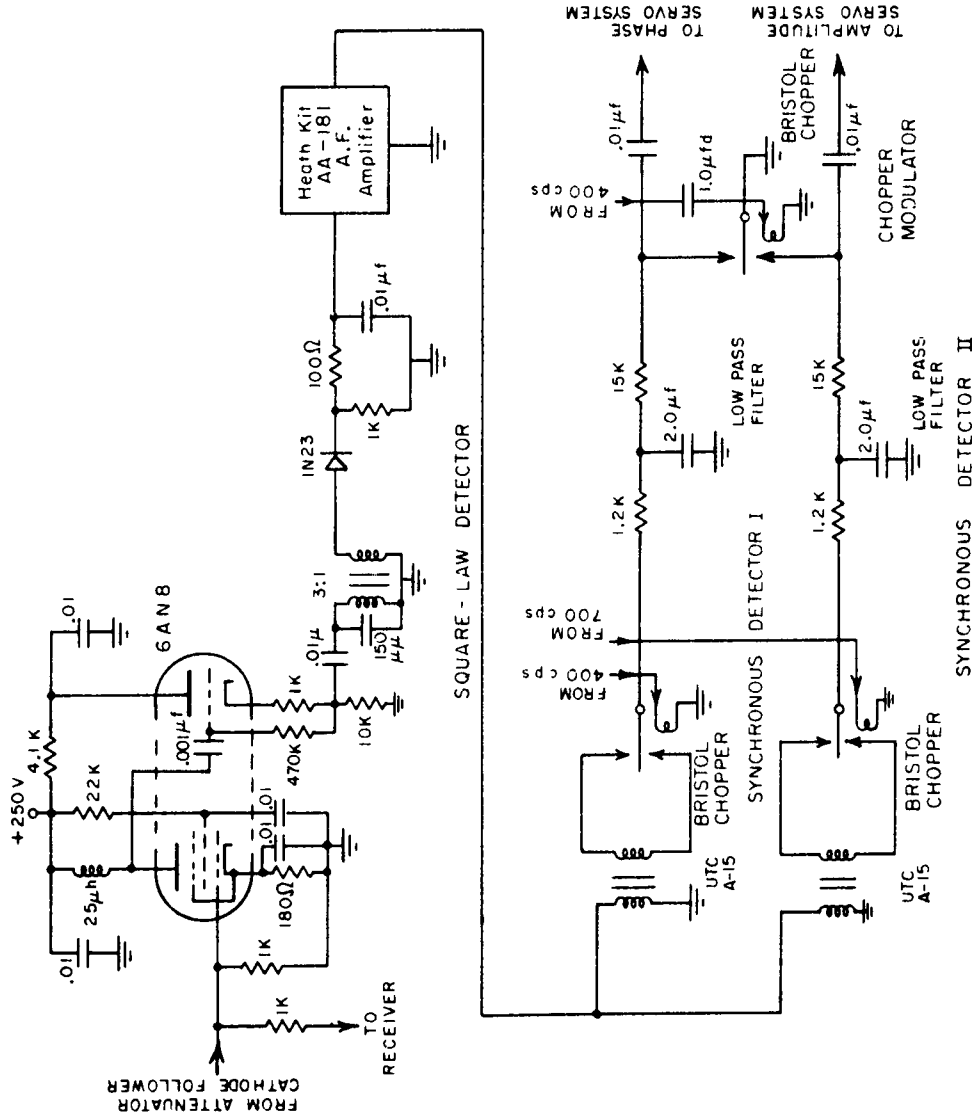 FROM ATTENUATOR
CATHODE FOLLOWER
TO
RECEIVER
1K
1K
.01
25μh
+250V
22K
4.1K
.01
6AN8
.001μf
180Ω
.01
.01
470K
1K
10K
.01μ
150
μμ
3:1
1N23
1K
100Ω
.01μf
Heath Kit
AA-181
A.F.
Amplifier
SQUARE-LAW DETECTOR
UTC
A-15
BRISTOL
CHOPPER
FROM
400 cps
FROM
700 cps
SYNCHRONOUS DETECTOR I
1.2K
2.0μf
15K
LOW PASS
FILTER
FROM
400 cps
1.0μfd
.01μf
TO PHASE
SERVO SYSTEM
BRISTOL
CHOPPER
UTC
A-15
BRISTOL
CHOPPER
1.2K
2.0μf
15K
LOW PASS
FILTER
CHOPPER
MODULATOR
.01μf
TO AMPLITUDE
SERVO SYSTEM
SYNCHRONOUS DETECTOR II